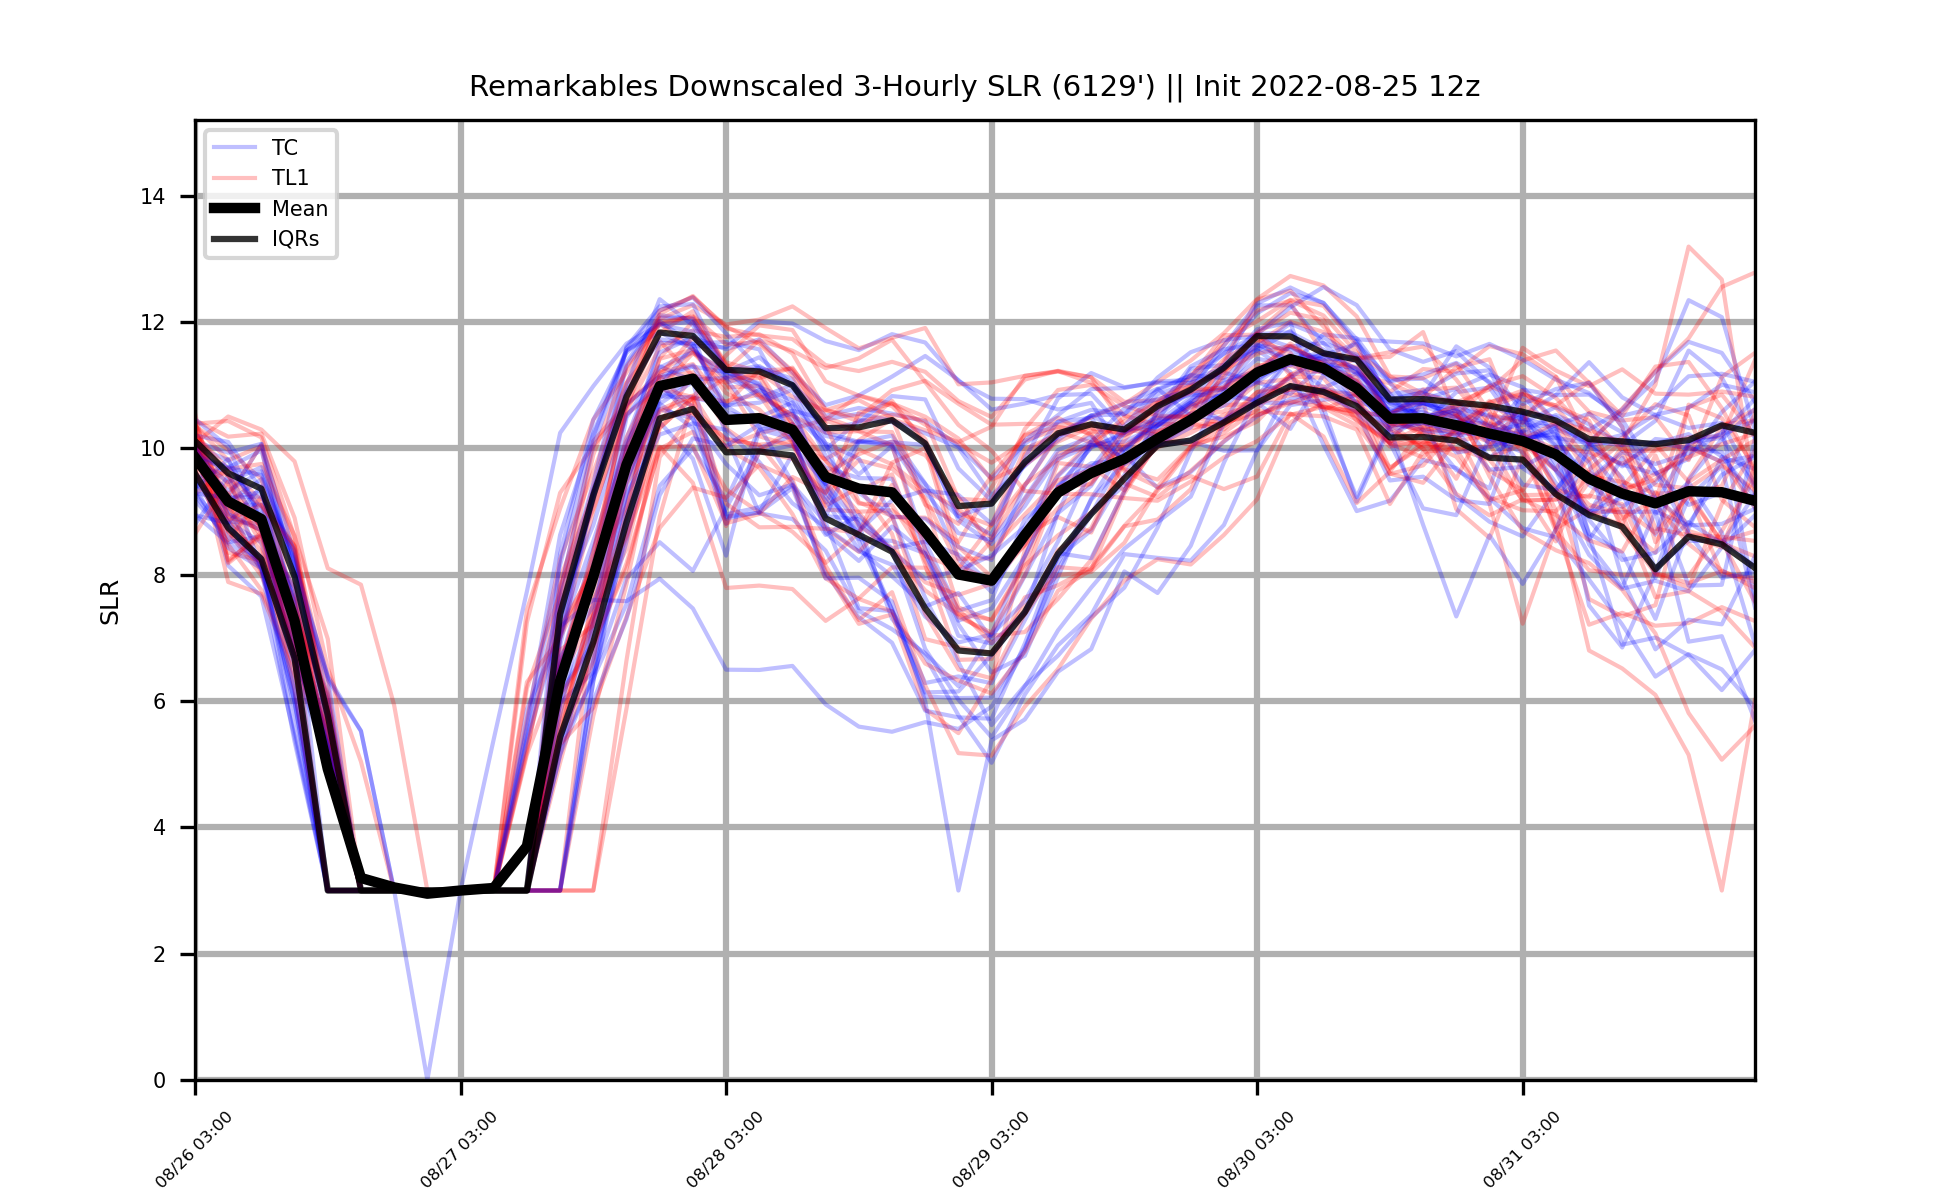 Remarkables Downscaled 3-Hourly SLR (6129') || Init 2022-08-25 12z
TC
TL1
Mean
IQRs
SLR
14
12
10
8
6
4
2
0
08/26 03:00
08/27 03:00
08/28 03:00
08/29 03:00
08/30 03:00
08/31 03:00